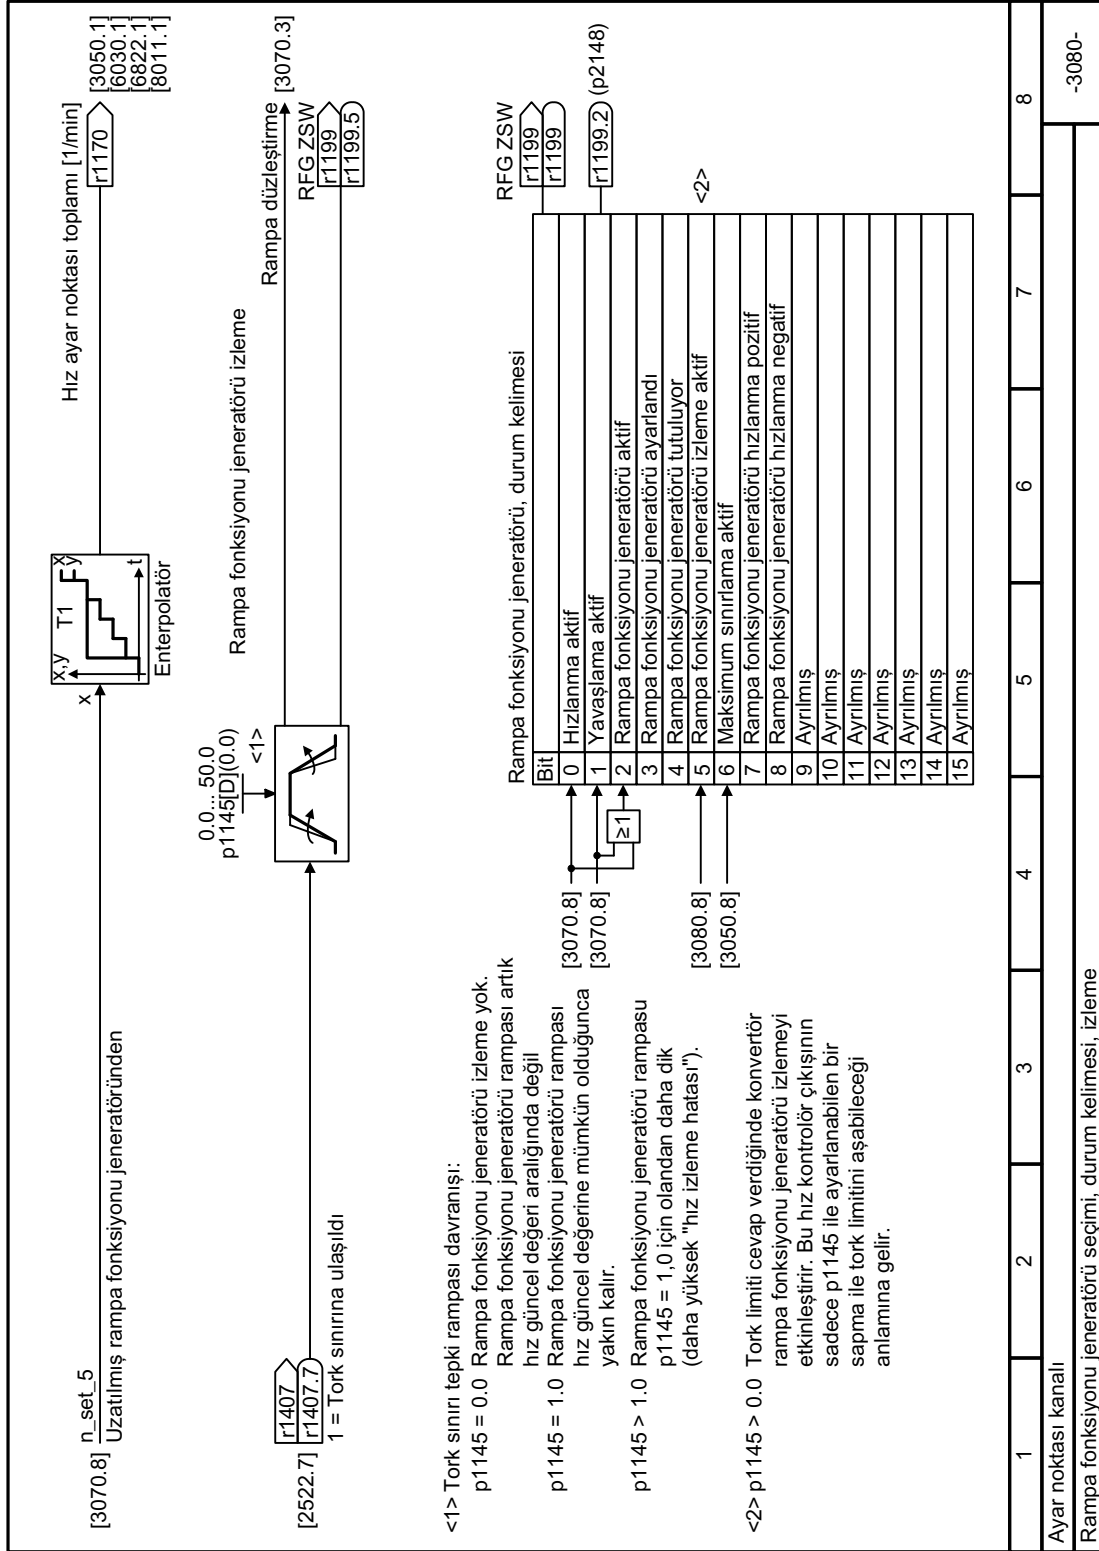 [3070.8] n_set_5
Uzatılmış rampa fonksiyonu jeneratöründen
x
x,y T1 x
y
t
Enterpolatör
Hız ayar noktası toplamı [1/min]
r1170
[3050.1]
[6030.1]
[6822.1]
[8011.1]
[2522.7]
r1407
r1407.7
1 = Tork sınırına ulaşıldı
0.0... 50.0
p1145[D](0.0)
<1>
Rampa fonksiyonu jeneratörü izleme
Rampa düzleştirme
[3070.3]
RFG ZSW
r1199
r1199.5
<1> Tork sınırı tepki rampası davranışı:
p1145 = 0.0 Rampa fonksiyonu jeneratörü izleme yok.
Rampa fonksiyonu jeneratörü rampası artık
hız güncel değeri aralığında değil
p1145 = 1.0 Rampa fonksiyonu jeneratörü rampası
hız güncel değerine mümkün olduğunca
yakın kalır.
p1145 > 1.0 Rampa fonksiyonu jeneratörü rampasu
p1145 = 1,0 için olandan daha dik
(daha yüksek "hız izleme hatası").
<2> p1145 > 0.0 Tork limiti cevap verdiğinde konvertör
rampa fonksiyonu jeneratörü izlemeyi
etkinleştirir. Bu hız kontrolör çıkışının
sadece p1145 ile ayarlanabilen bir
sapma ile tork limitini aşabileceği
anlamına gelir.
[3070.8]
[3070.8]
≥1
[3080.8]
[3050.8]
Rampa fonksiyonu jeneratörü, durum kelimesi
Bit
0 Hızlanma aktif
1 Yavaşlama aktif
2 Rampa fonksiyonu jeneratörü aktif
3 Rampa fonksiyonu jeneratörü ayarlandı
4 Rampa fonksiyonu jeneratörü tutuluyor
5 Rampa fonksiyonu jeneratörü izleme aktif
6 Maksimum sınırlama aktif
7 Rampa fonksiyonu jeneratörü hızlanma pozitif
8 Rampa fonksiyonu jeneratörü hızlanma negatif
9 Ayrılmış
10 Ayrılmış
11 Ayrılmış
12 Ayrılmış
13 Ayrılmış
14 Ayrılmış
15 Ayrılmış
RFG ZSW
r1199
r1199
r1199.2 (p2148)
<2>
1 2 3 4 5 6 7 8
Ayar noktası kanalı
Rampa fonksiyonu jeneratörü seçimi, durum kelimesi, izleme
-3080-